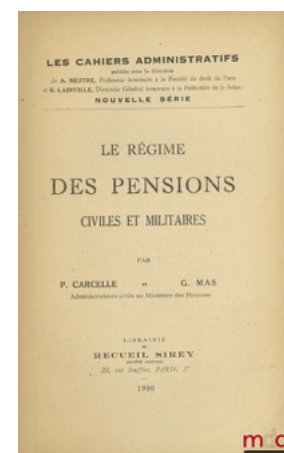 LES CAHIERS ADMINISTRATIFS
publiés sous la direction
de A. MESTRE, Professeur honoraire à la Faculté de droit de Paris
et R. LAINVILLE, Directeur Général honoraire à la Préfecture de la Seine
NOUVELLE SÉRIE
LE RÉGIME
DES PENSIONS
CIVILES ET MILITAIRES
PAR
P. CARCELLE et G. MAS
Administrateurs civils au Ministère des Finances
LIBRAIRIE
DU
RECUEIL SIREY
22, rue Soufflot, PARIS, 5e
1950